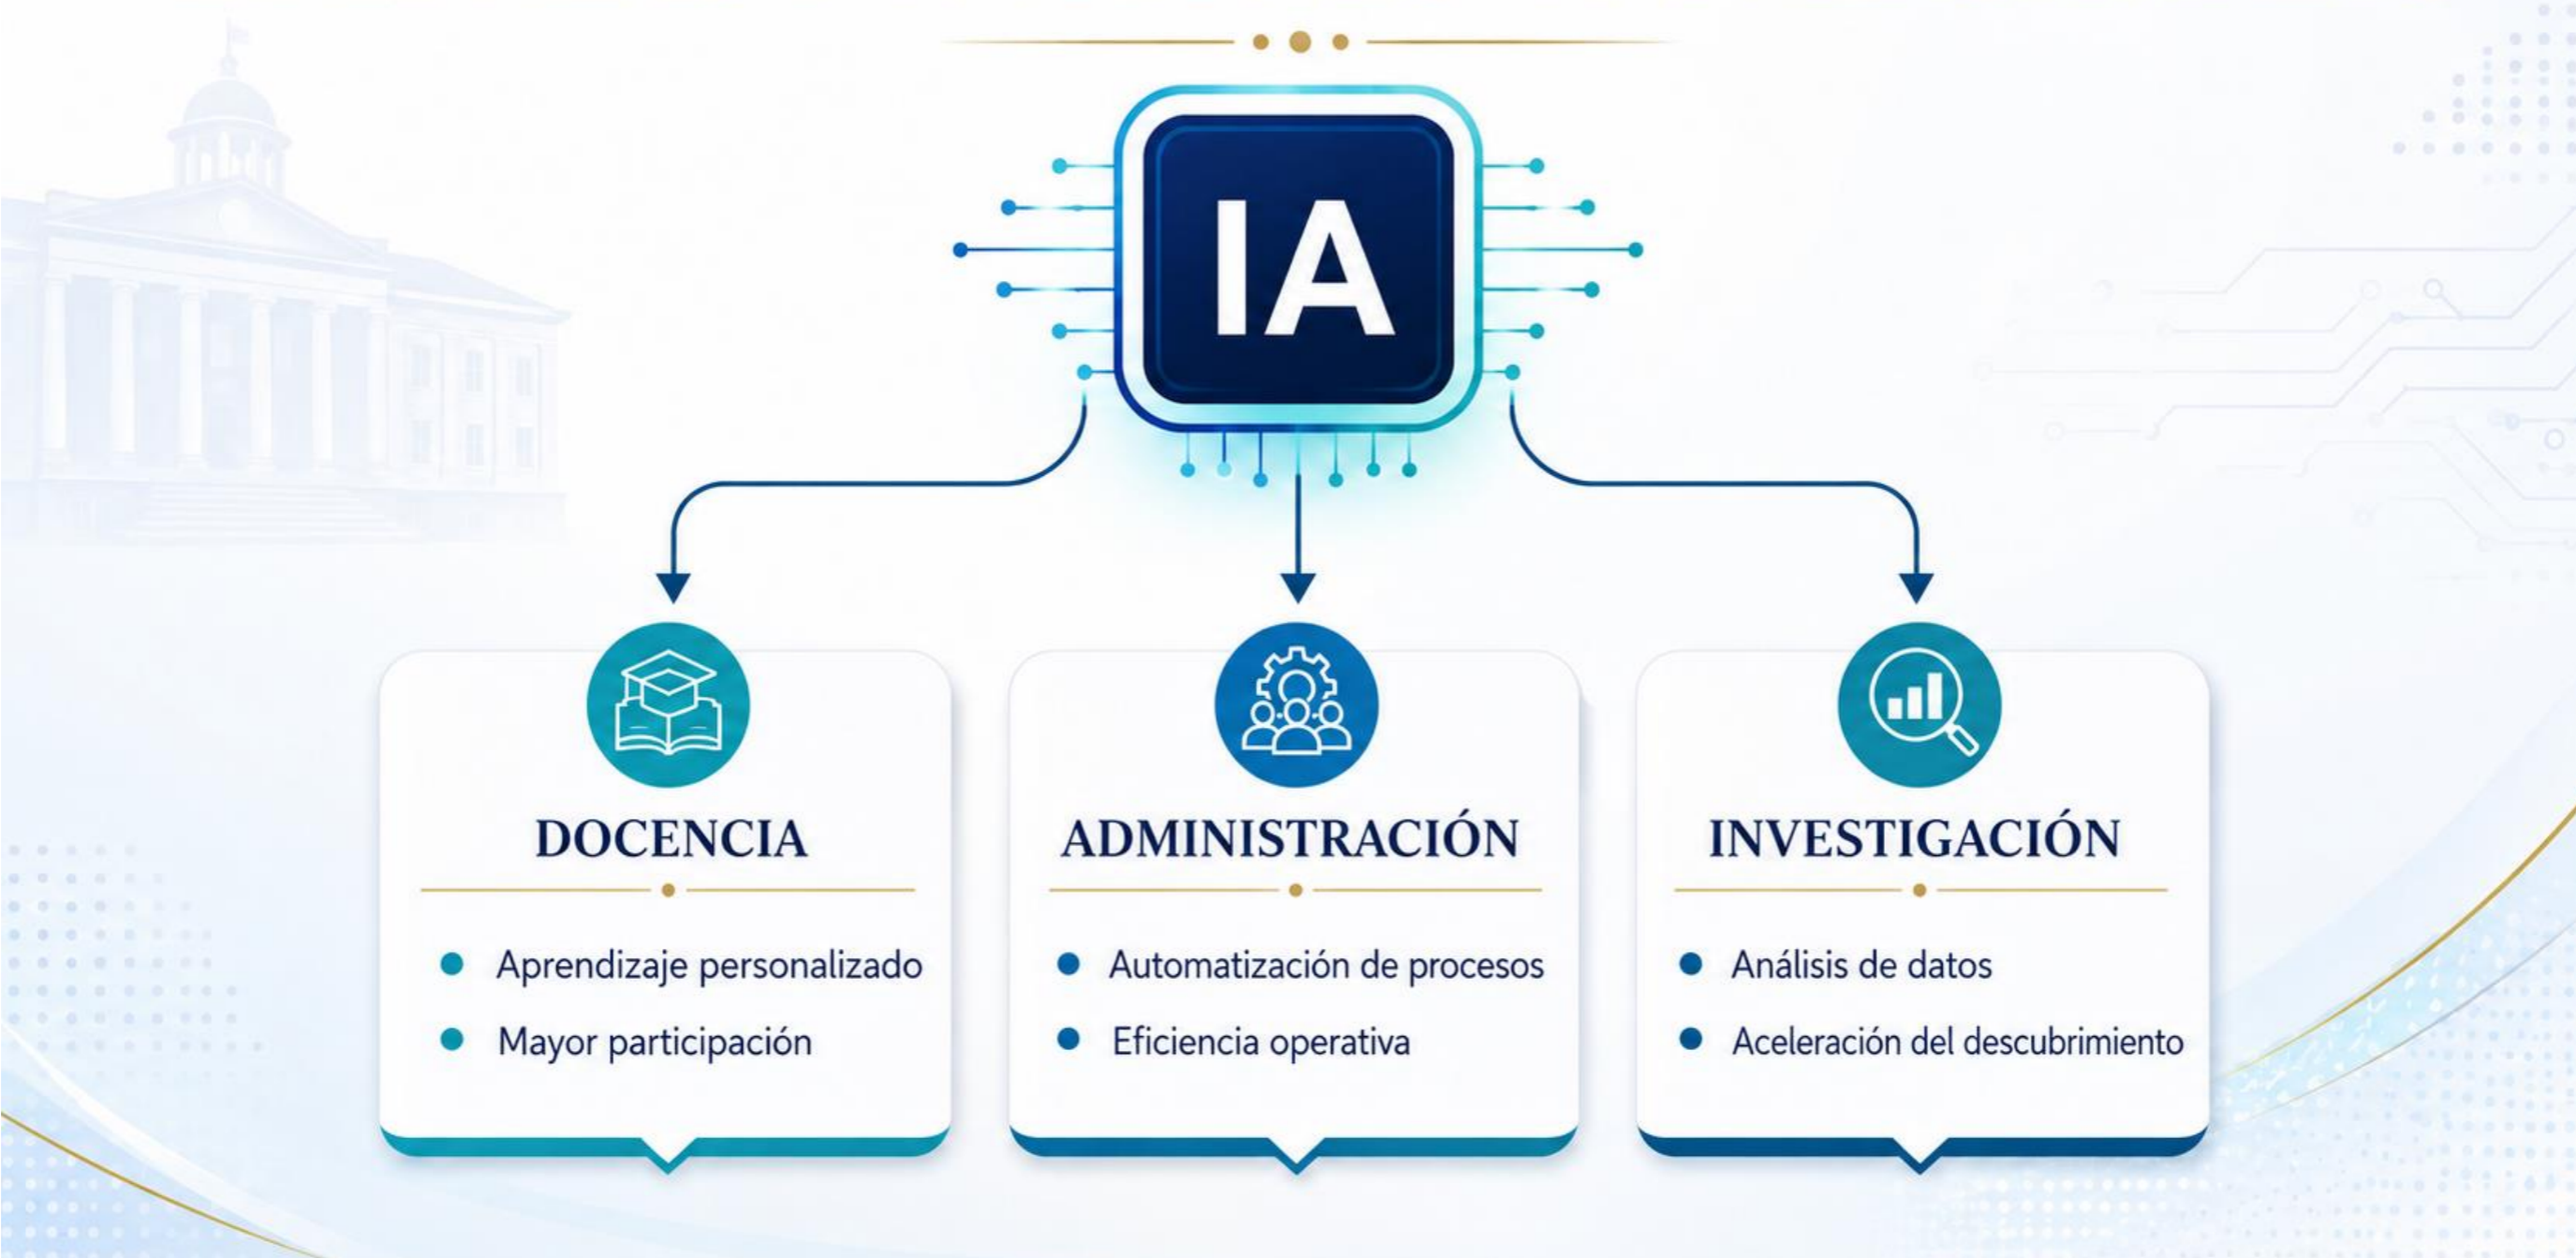 IA
DOCENCIA
Aprendizaje personalizado
Mayor participación
ADMINISTRACIÓN
Automatización de procesos
Eficiencia operativa
INVESTIGACIÓN
Análisis de datos
Aceleración del descubrimiento